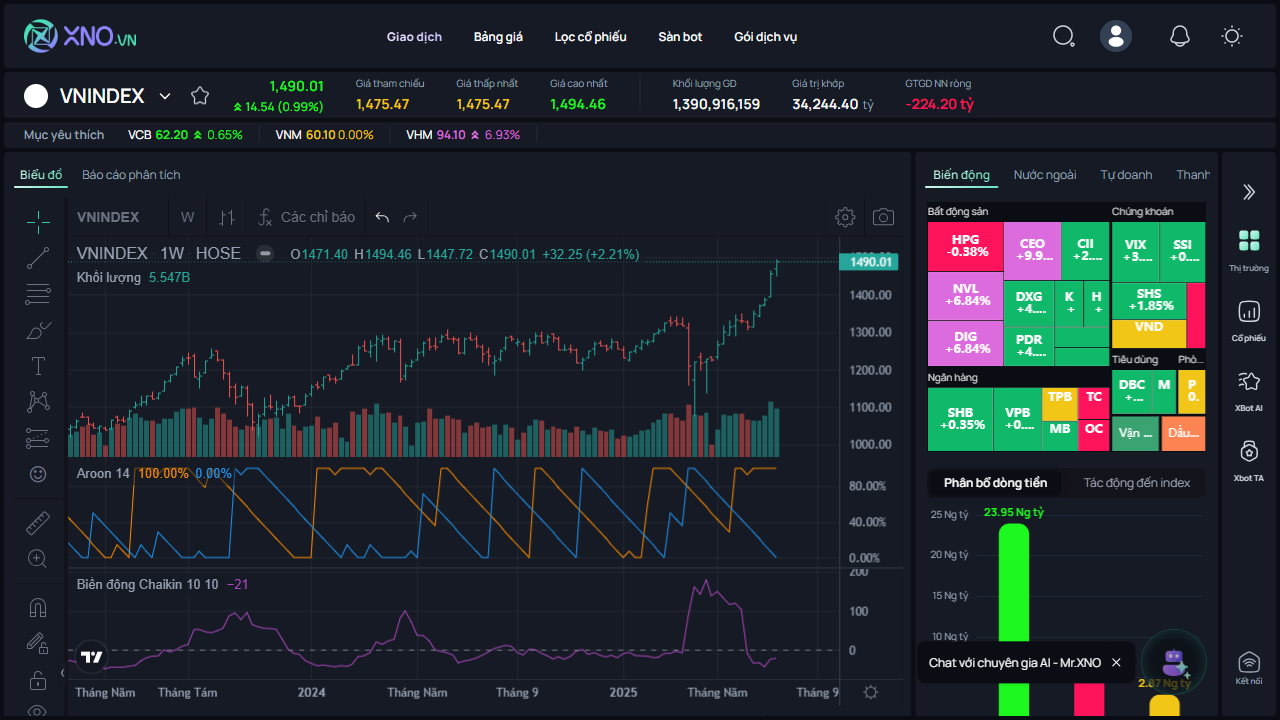 XNO.VN
Giao dịch
Bảng giá
Lọc cổ phiếu
Sàn bot
Gói dịch vụ
VNINDEX
1,490.01
14.54 (0.99%)
Giá tham chiếu
1,475.47
Giá thấp nhất
1,475.47
Giá cao nhất
1,494.46
Khối lượng GD
1,390,916,159
Giá trị khớp
34,244.40 tỷ
GTGD NN ròng
-224.20 tỷ
Mục yêu thích
VCB 62.20 0.65%
VNM 60.10 0.00%
VHM 94.10 6.93%
Biểu đồ
Báo cáo phân tích
VNINDEX
W
Các chỉ báo
VNINDEX · 1W · HOSE
O1471.40 H1494.46 L1447.72 C1490.01 +32.25 (+2.21%)
Khối lượng 5.547B
1490.01
1400.00
1300.00
1200.00
1100.00
1000.00
Aroon 14 100.00% 0.00%
80.00%
40.00%
0.00%
Biên động Chaikin 10 10 −21
200
100
0
Tháng Năm
Tháng Tám
2024
Tháng Năm
Tháng 9
2025
Tháng Năm
Tháng 9
Biến động
Nước ngoài
Tự doanh
Thanh
Bất động sản
HPG
-0.38%
CEO
+9.9...
CII
+2....
NVL
+6.84%
DXG
+4....
K
+
H
+
DIG
+6.84%
PDR
+4....
Chứng khoán
VIX
+3....
SSI
+0....
SHS
+1.85%
VND
Ngân hàng
SHB
+0.35%
VPB
+0....
TPB
TC
MB
OC
Tiêu dùng
DBC
+...
M
Phò...
P
0.
Vận ...
Dầu...
Phân bổ dòng tiền
Tác động đến index
25 Ng tỷ
20 Ng tỷ
15 Ng tỷ
10 Ng tỷ
23.95 Ng tỷ
2.87 Ng tỷ
Chat với chuyên gia AI - Mr.XNO
Thị trường
Cổ phiếu
XBot AI
Xbot TA
Kết nối